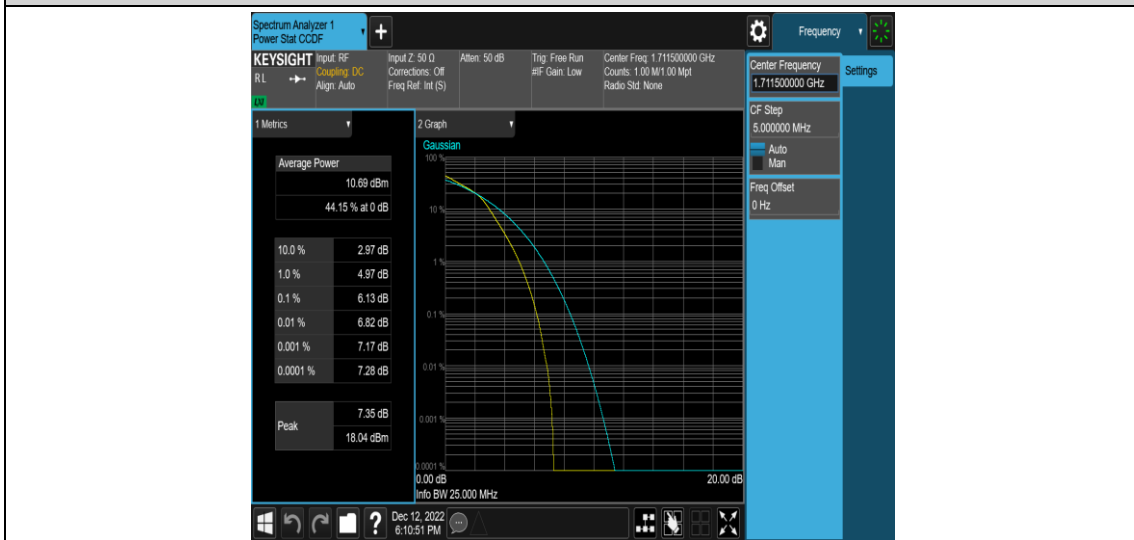 Spectrum Analyzer 1
Power Stat CCDF
+
Frequency
KEYSIGHT
RL
LXI
Input: RF
Coupling: DC
Align: Auto
Input Z: 50 Ω
Corrections: Off
Freq Ref: Int (S)
Atten: 50 dB
Trig: Free Run
#IF Gain: Low
Center Freq: 1.711500000 GHz
Counts: 1.00 M/1.00 Mpt
Radio Std: None
Center Frequency
1.711500000 GHz
Settings
CF Step
5.000000 MHz
Auto
Man
Freq Offset
0 Hz
1 Metrics
Average Power
10.69 dBm
44.15 % at 0 dB
10.0 % 2.97 dB
1.0 % 4.97 dB
0.1 % 6.13 dB
0.01 % 6.82 dB
0.001 % 7.17 dB
0.0001 % 7.28 dB
Peak 7.35 dB
18.04 dBm
2 Graph
Gaussian
100 %
10 %
1 %
0.1 %
0.01 %
0.001 %
0.0001 %
0.00 dB 20.00 dB
Info BW 25.000 MHz
?
Dec 12, 2022
6:10:51 PM